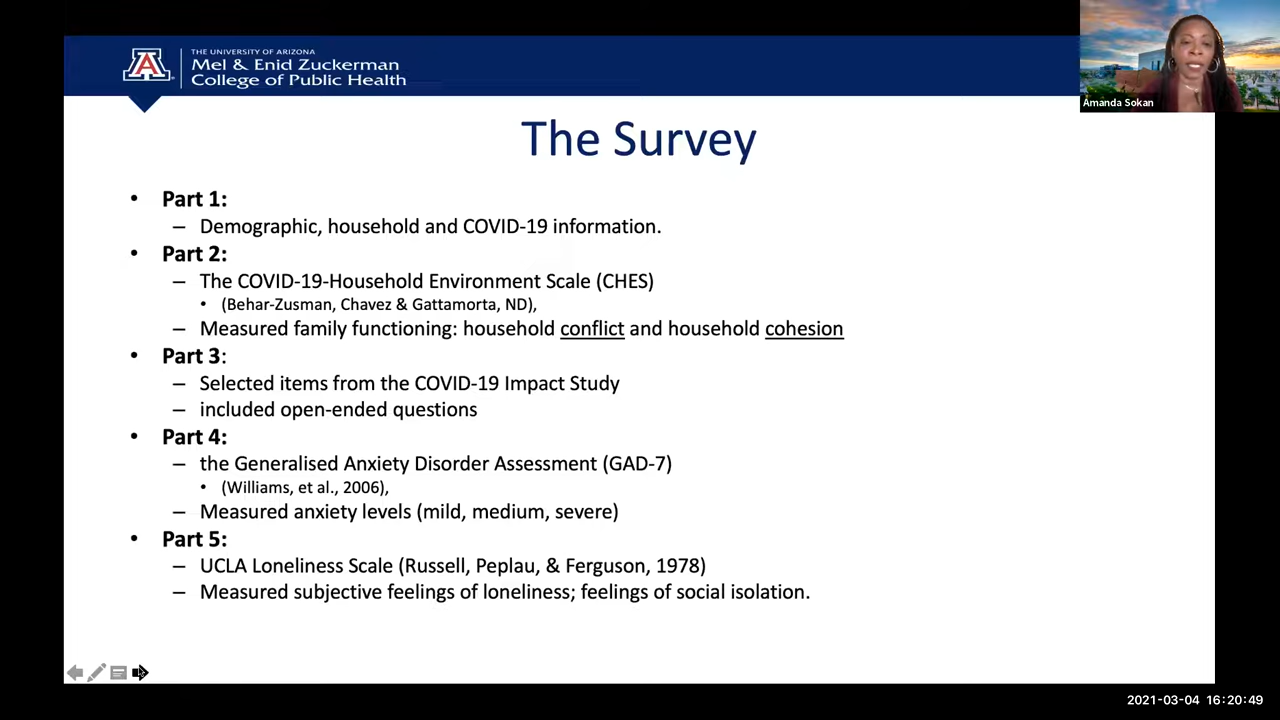 THE UNIVERSITY OF ARIZONA
Mel & Enid Zuckerman
College of Public Health
A
Amanda Sokan
The Survey
• Part 1:
– Demographic, household and COVID-19 information.
• Part 2:
– The COVID-19-Household Environment Scale (CHES)
• (Behar-Zusman, Chavez & Gattamorta, ND),
– Measured family functioning: household conflict and household cohesion
• Part 3:
– Selected items from the COVID-19 Impact Study
– included open-ended questions
• Part 4:
– the Generalised Anxiety Disorder Assessment (GAD-7)
• (Williams, et al., 2006),
– Measured anxiety levels (mild, medium, severe)
• Part 5:
– UCLA Loneliness Scale (Russell, Peplau, & Ferguson, 1978)
– Measured subjective feelings of loneliness; feelings of social isolation.
2021-03-04 16:20:49